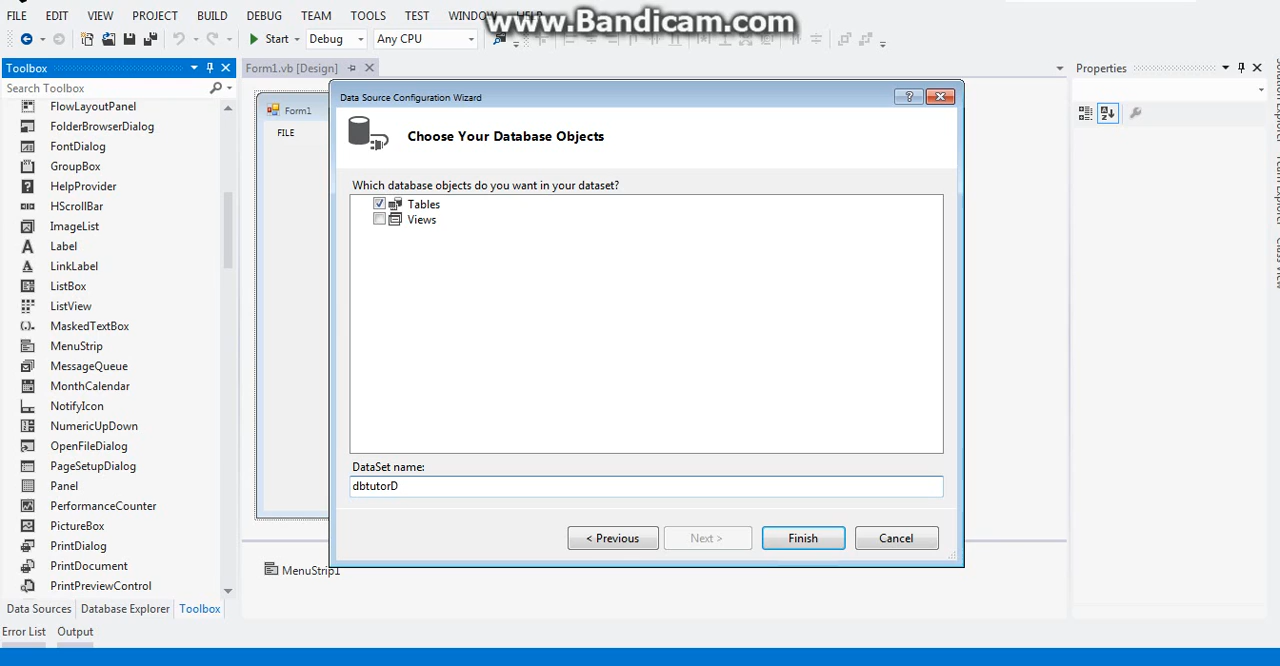 www.Bandicam.com
FILE EDIT VIEW PROJECT BUILD DEBUG TEAM TOOLS TEST WINDOW HELP
Start Debug Any CPU
Toolbox
Form1.vb [Design]
Properties
Search Toolbox
FlowLayoutPanel
FolderBrowserDialog
FontDialog
GroupBox
HelpProvider
HScrollBar
ImageList
Label
LinkLabel
ListBox
ListView
MaskedTextBox
MenuStrip
MessageQueue
MonthCalendar
NotifyIcon
NumericUpDown
OpenFileDialog
PageSetupDialog
Panel
PerformanceCounter
PictureBox
PrintDialog
PrintDocument
PrintPreviewControl
Data Sources Database Explorer Toolbox
Error List Output
Form1
FILE
Data Source Configuration Wizard
Choose Your Database Objects
Which database objects do you want in your dataset?
Tables
Views
DataSet name:
dbtutorD
< Previous Next > Finish Cancel
MenuStrip1